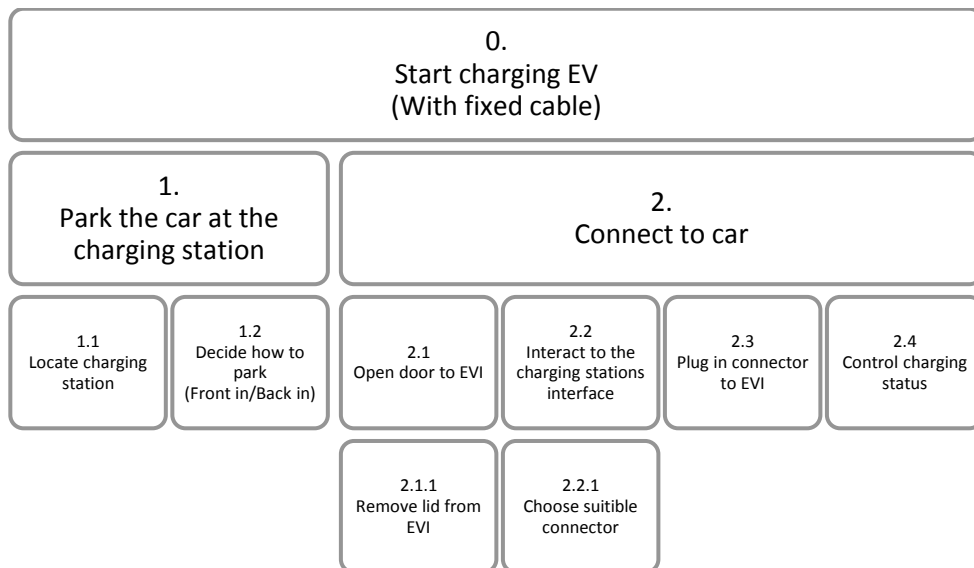 0.
Start charging EV
(With fixed cable)
1.
Park the car at the
charging station
2.
Connect to car
1.1
Locate charging
station
1.2
Decide how to
park
(Front in/Back in)
2.1
Open door to EVI
2.2
Interact to the
charging stations
interface
2.3
Plug in connector
to EVI
2.4
Control charging
status
2.1.1
Remove lid from
EVI
2.2.1
Choose suitible
connector